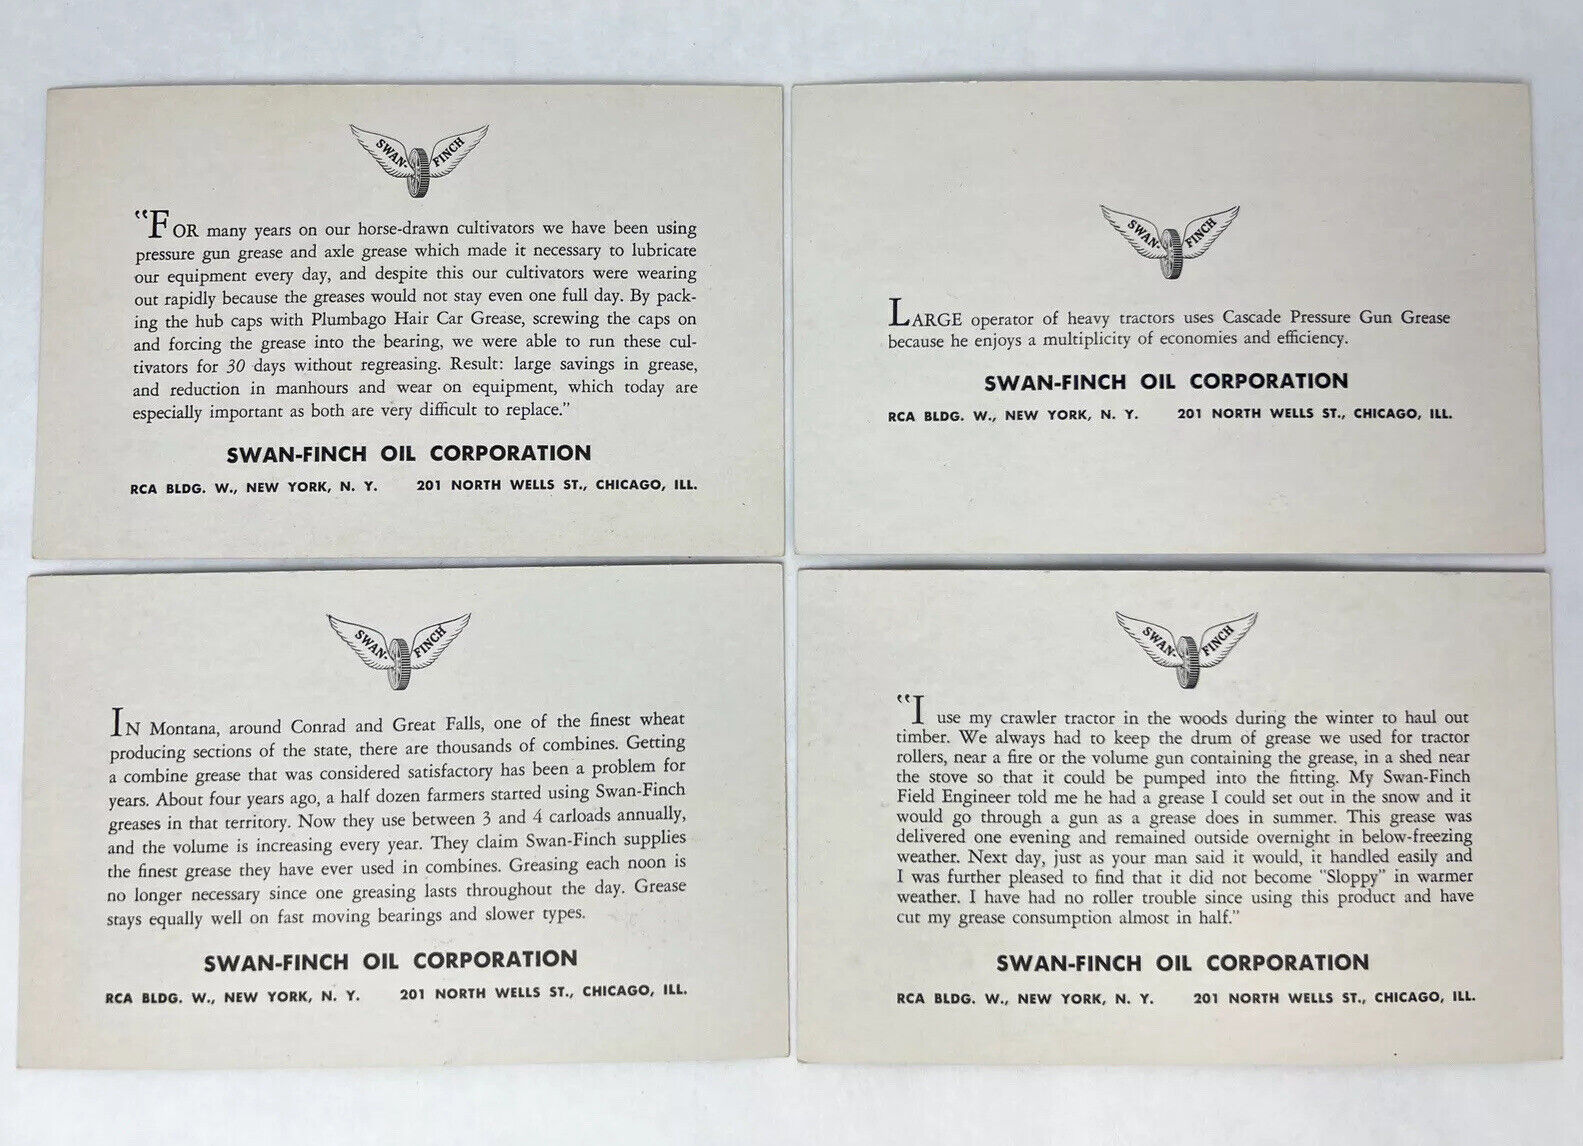 SWAN-FINCH
"FOR many years on our horse-drawn cultivators we have been using
pressure gun grease and axle grease which made it necessary to lubricate
our equipment every day, and despite this our cultivators were wearing
out rapidly because the greases would not stay even one full day. By pack-
ing the hub caps with Plumbago Hair Car Grease, screwing the caps on
and forcing the grease into the bearing, we were able to run these cul-
tivators for 30 days without regreasing. Result: large savings in grease,
and reduction in manhours and wear on equipment, which today are
especially important as both are very difficult to replace."
SWAN-FINCH OIL CORPORATION
RCA BLDG. W., NEW YORK, N. Y. 201 NORTH WELLS ST., CHICAGO, ILL.
SWAN-FINCH
LARGE operator of heavy tractors uses Cascade Pressure Gun Grease
because he enjoys a multiplicity of economies and efficiency.
SWAN-FINCH OIL CORPORATION
RCA BLDG. W., NEW YORK, N. Y. 201 NORTH WELLS ST., CHICAGO, ILL.
SWAN-FINCH
IN Montana, around Conrad and Great Falls, one of the finest wheat
producing sections of the state, there are thousands of combines. Getting
a combine grease that was considered satisfactory has been a problem for
years. About four years ago, a half dozen farmers started using Swan-Finch
greases in that territory. Now they use between 3 and 4 carloads annually,
and the volume is increasing every year. They claim Swan-Finch supplies
the finest grease they have ever used in combines. Greasing each noon is
no longer necessary since one greasing lasts throughout the day. Grease
stays equally well on fast moving bearings and slower types.
SWAN-FINCH OIL CORPORATION
RCA BLDG. W., NEW YORK, N. Y. 201 NORTH WELLS ST., CHICAGO, ILL.
SWAN-FINCH
"I use my crawler tractor in the woods during the winter to haul out
timber. We always had to keep the drum of grease we used for tractor
rollers, near a fire or the volume gun containing the grease, in a shed near
the stove so that it could be pumped into the fitting. My Swan-Finch
Field Engineer told me he had a grease I could set out in the snow and it
would go through a gun as a grease does in summer. This grease was
delivered one evening and remained outside overnight in below-freezing
weather. Next day, just as your man said it would, it handled easily and
I was further pleased to find that it did not become "Sloppy" in warmer
weather. I have had no roller trouble since using this product and have
cut my grease consumption almost in half."
SWAN-FINCH OIL CORPORATION
RCA BLDG. W., NEW YORK, N. Y. 201 NORTH WELLS ST., CHICAGO, ILL.